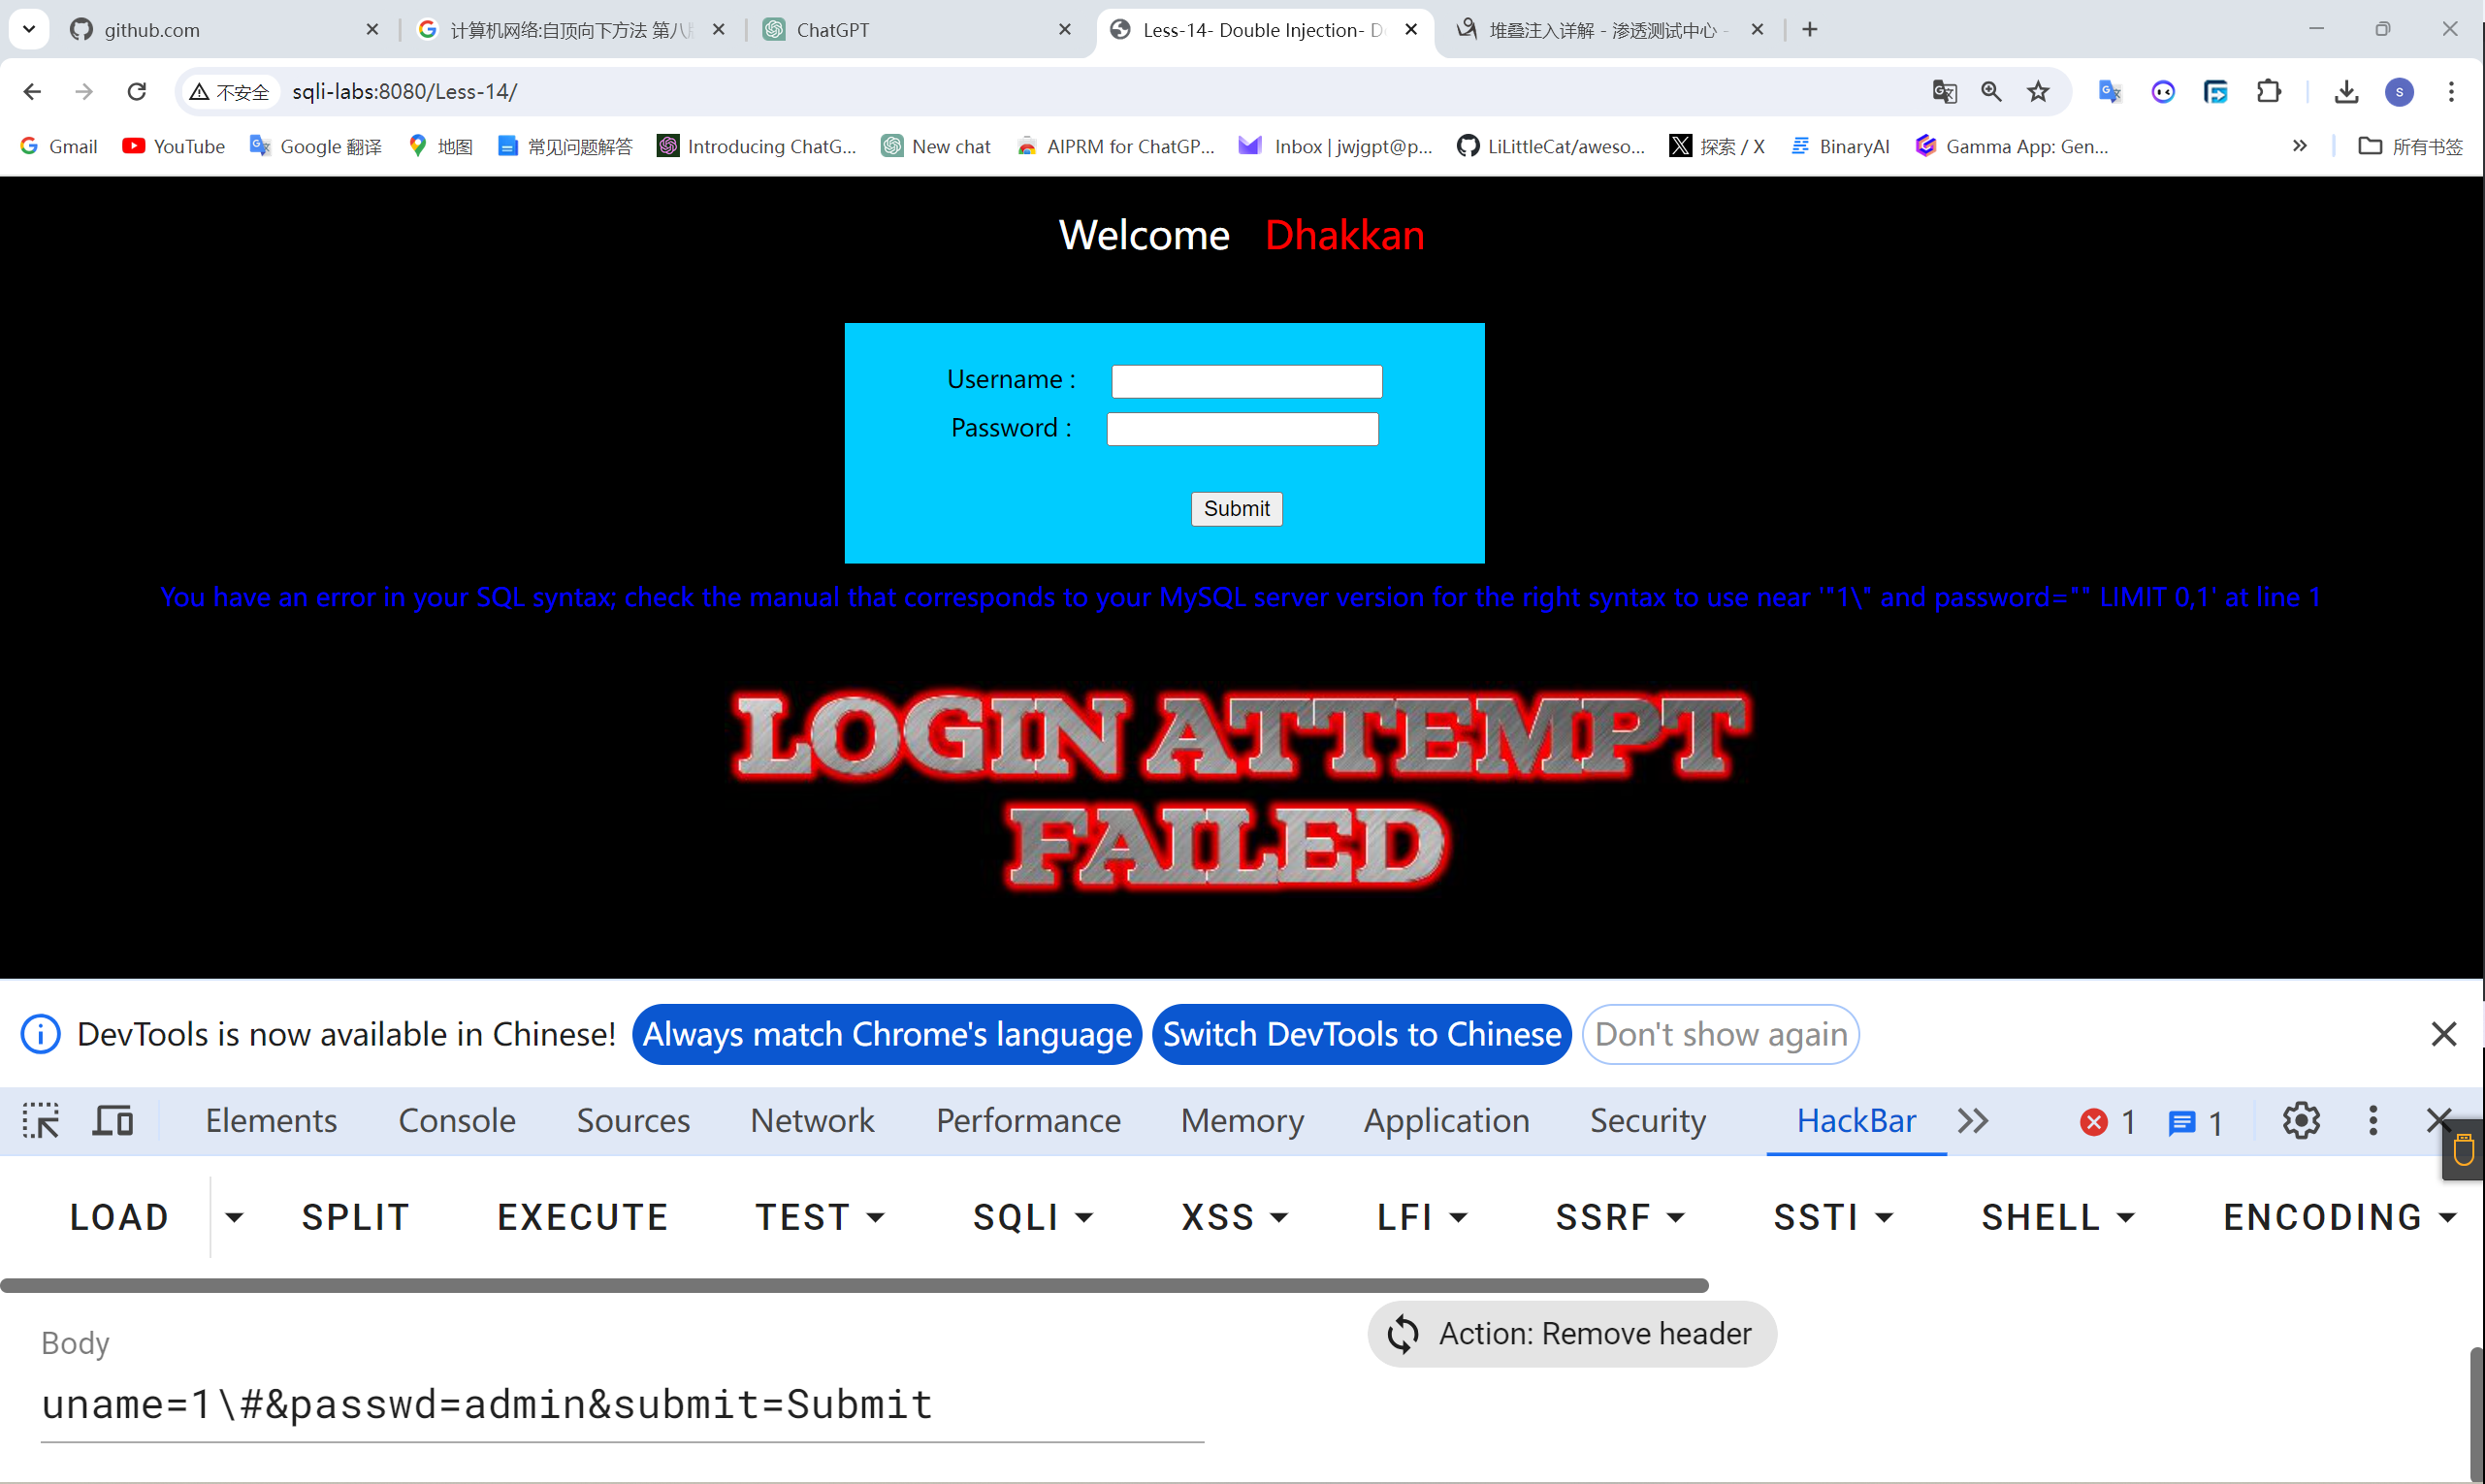 github.com
计算机网络:自顶向下方法 第八
ChatGPT
Less-14- Double Injection- D
堆叠注入详解 - 渗透测试中心 -
不安全 sqli-labs:8080/Less-14/
S
Gmail YouTube Google 翻译 地图 常见问题解答 Introducing ChatG... New chat AIPRM for ChatGP... Inbox | jwjgpt@p... LiLittleCat/aweso... 探索 / X BinaryAI Gamma App: Gen... » 所有书签
Welcome Dhakkan
Username :
Password :
Submit
You have an error in your SQL syntax; check the manual that corresponds to your MySQL server version for the right syntax to use near '"1\" and password="" LIMIT 0,1' at line 1
LOGIN ATTEMPT
FAILED
DevTools is now available in Chinese! Always match Chrome's language Switch DevTools to Chinese Don't show again
Elements Console Sources Network Performance Memory Application Security HackBar 1 1
LOAD SPLIT EXECUTE TEST SQLI XSS LFI SSRF SSTI SHELL ENCODING
Action: Remove header
Body
uname=1\#&passwd=admin&submit=Submit